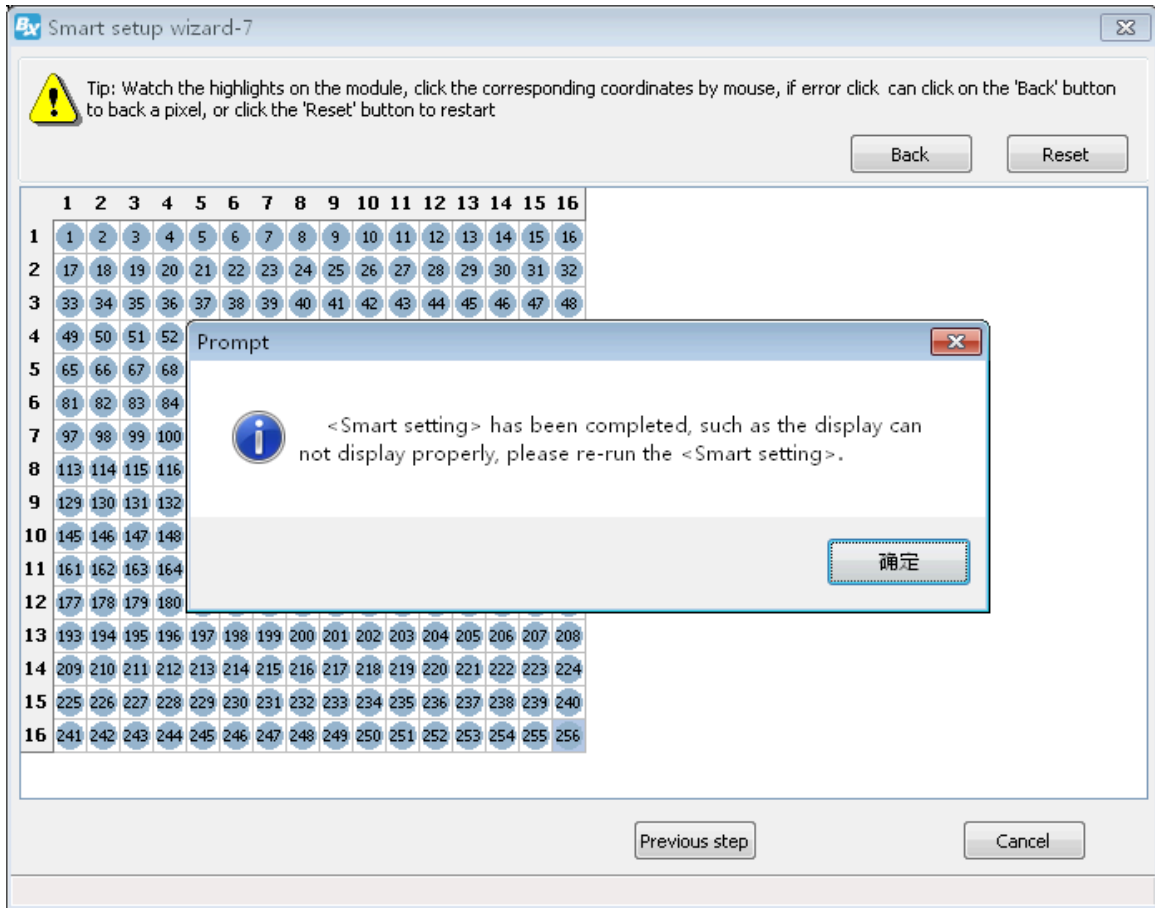 BX Smart setup wizard-7
Tip: Watch the highlights on the module, click the corresponding coordinates by mouse, if error click can click on the 'Back' button
to back a pixel, or click the 'Reset' button to restart
Back Reset
1 2 3 4 5 6 7 8 9 10 11 12 13 14 15 16
1 1 2 3 4 5 6 7 8 9 10 11 12 13 14 15 16
2 17 18 19 20 21 22 23 24 25 26 27 28 29 30 31 32
3 33 34 35 36 37 38 39 40 41 42 43 44 45 46 47 48
4 49 50 51 52
5 65 66 67 68
6 81 82 83 84
7 97 98 99 100
8 113 114 115 116
9 129 130 131 132
10 145 146 147 148
11 161 162 163 164
12 177 178 179 180
Prompt
<Smart setting> has been completed, such as the display can
not display properly, please re-run the <Smart setting>.
确定
13 193 194 195 196 197 198 199 200 201 202 203 204 205 206 207 208
14 209 210 211 212 213 214 215 216 217 218 219 220 221 222 223 224
15 225 226 227 228 229 230 231 232 233 234 235 236 237 238 239 240
16 241 242 243 244 245 246 247 248 249 250 251 252 253 254 255 256
Previous step Cancel